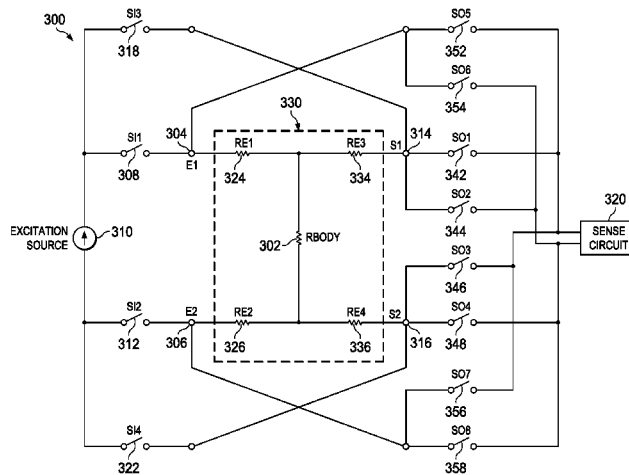 300
SI3
318
SO5
352
SO6
354
330
304
314
SI1
308
E1
RE1
324
RE3
334
S1
SO1
342
SO2
344
320
SENSE
CIRCUIT
EXCITATION
SOURCE
310
302
RBODY
SO3
346
SI2
312
E2
306
RE2
326
RE4
336
S2
316
SO4
348
SO7
356
SI4
322
SO8
358